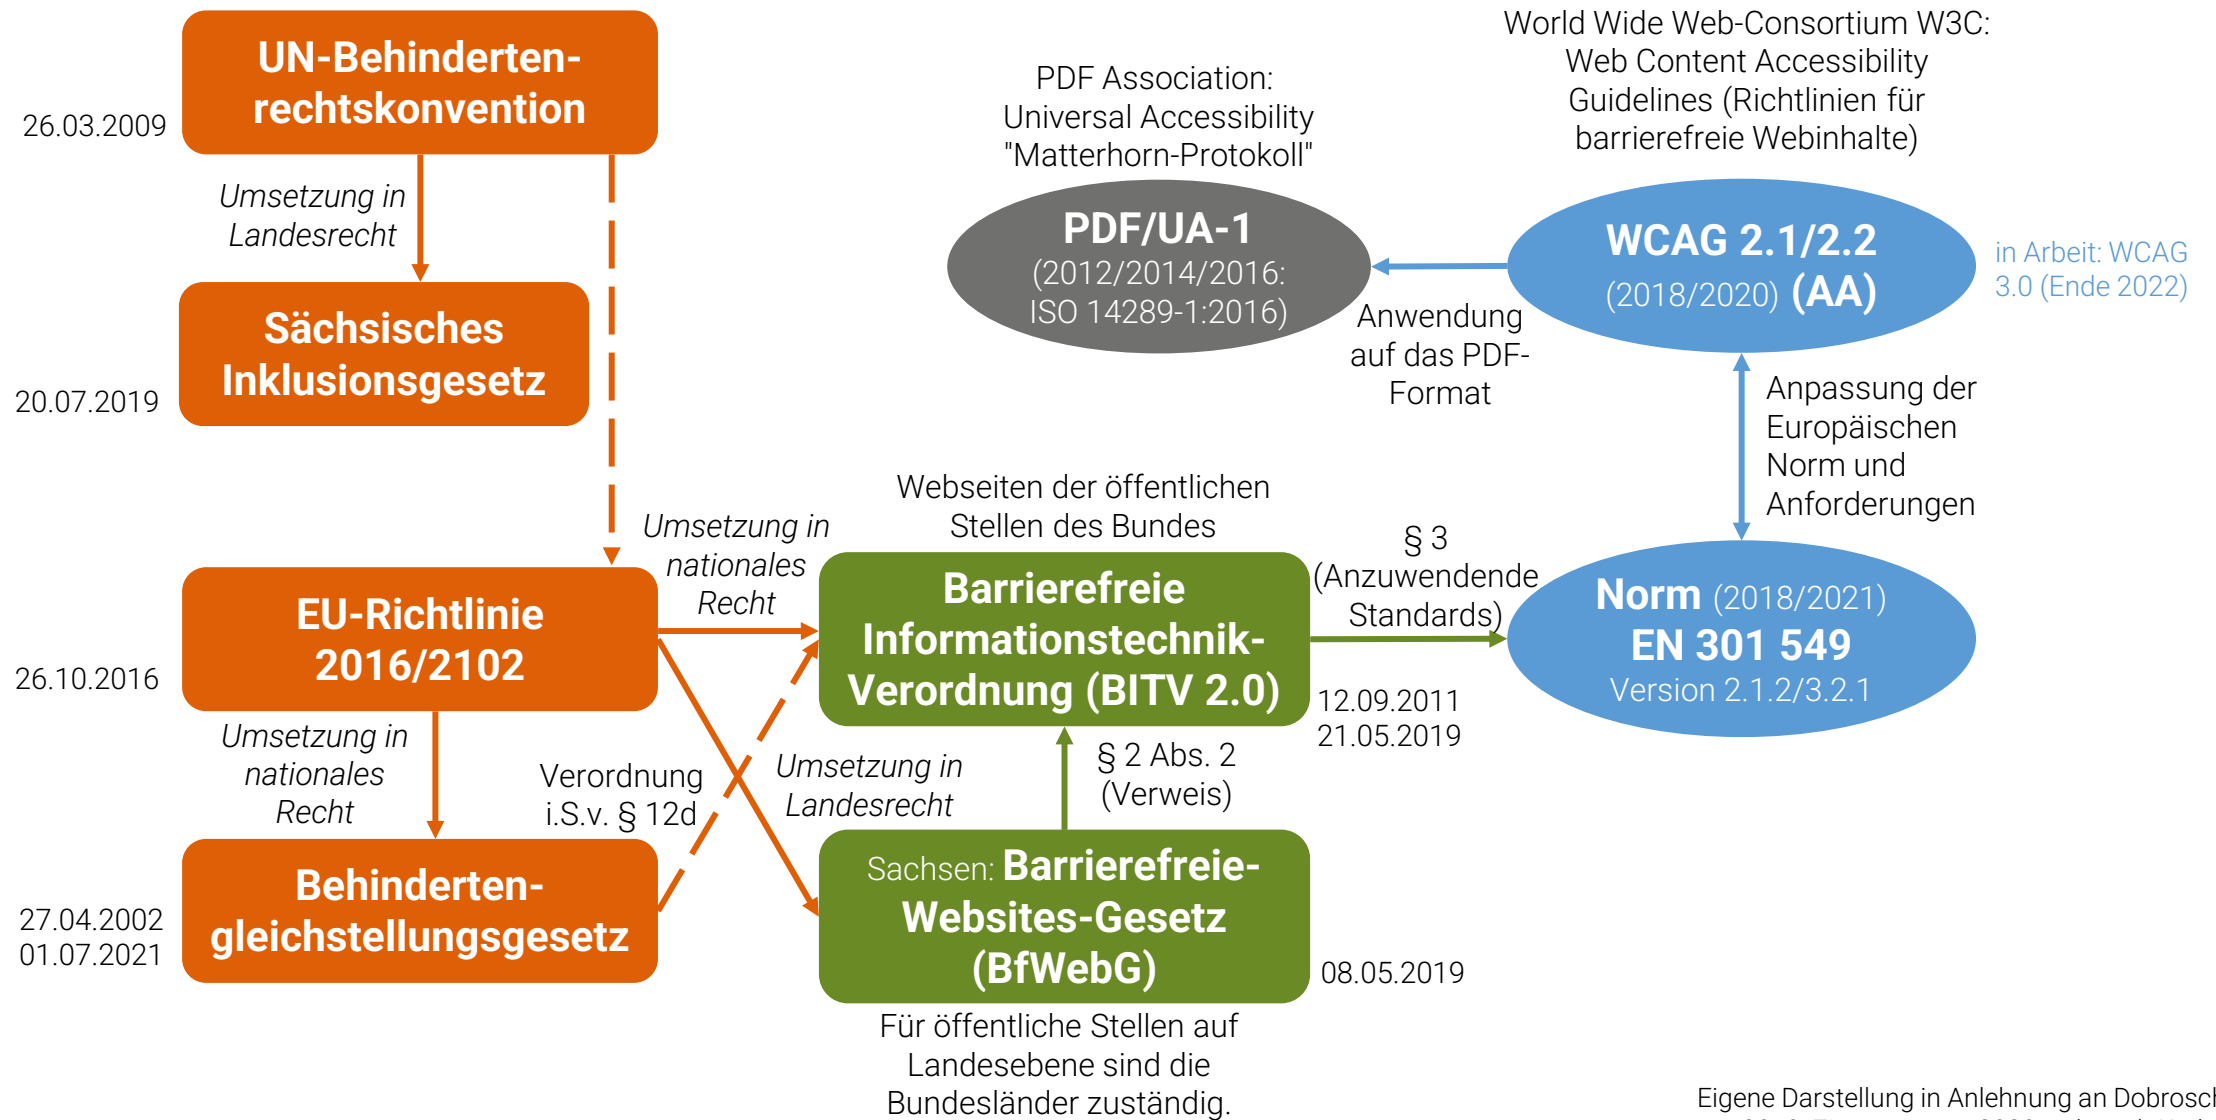 UN-Behinderten-
rechtskonvention
26.03.2009
Umsetzung in
Landesrecht
Sächsisches
Inklusionsgesetz
20.07.2019
EU-Richtlinie
2016/2102
26.10.2016
Umsetzung in
nationales
Recht
Behinderten-
gleichstellungsgesetz
27.04.2002
01.07.2021
Umsetzung in
nationales
Recht
Verordnung
i.S.v. § 12d
Umsetzung in
Landesrecht
Webseiten der öffentlichen
Stellen des Bundes
Barrierefreie
Informationstechnik-
Verordnung (BITV 2.0)
12.09.2011
21.05.2019
§ 2 Abs. 2
(Verweis)
Sachsen: Barrierefreie-
Websites-Gesetz
(BfWebG)
08.05.2019
Für öffentliche Stellen auf
Landesebene sind die
Bundesländer zuständig.
§ 3
(Anzuwendende
Standards)
Norm (2018/2021)
EN 301 549
Version 2.1.2/3.2.1
Anpassung der
Europäischen
Norm und
Anforderungen
World Wide Web-Consortium W3C:
Web Content Accessibility
Guidelines (Richtlinien für
barrierefreie Webinhalte)
WCAG 2.1/2.2
(2018/2020) (AA)
in Arbeit: WCAG
3.0 (Ende 2022)
Anwendung
auf das PDF-
Format
PDF Association:
Universal Accessibility
"Matterhorn-Protokoll"
PDF/UA-1
(2012/2014/2016:
ISO 14289-1:2016)
Eigene Darstellung in Anlehnung an